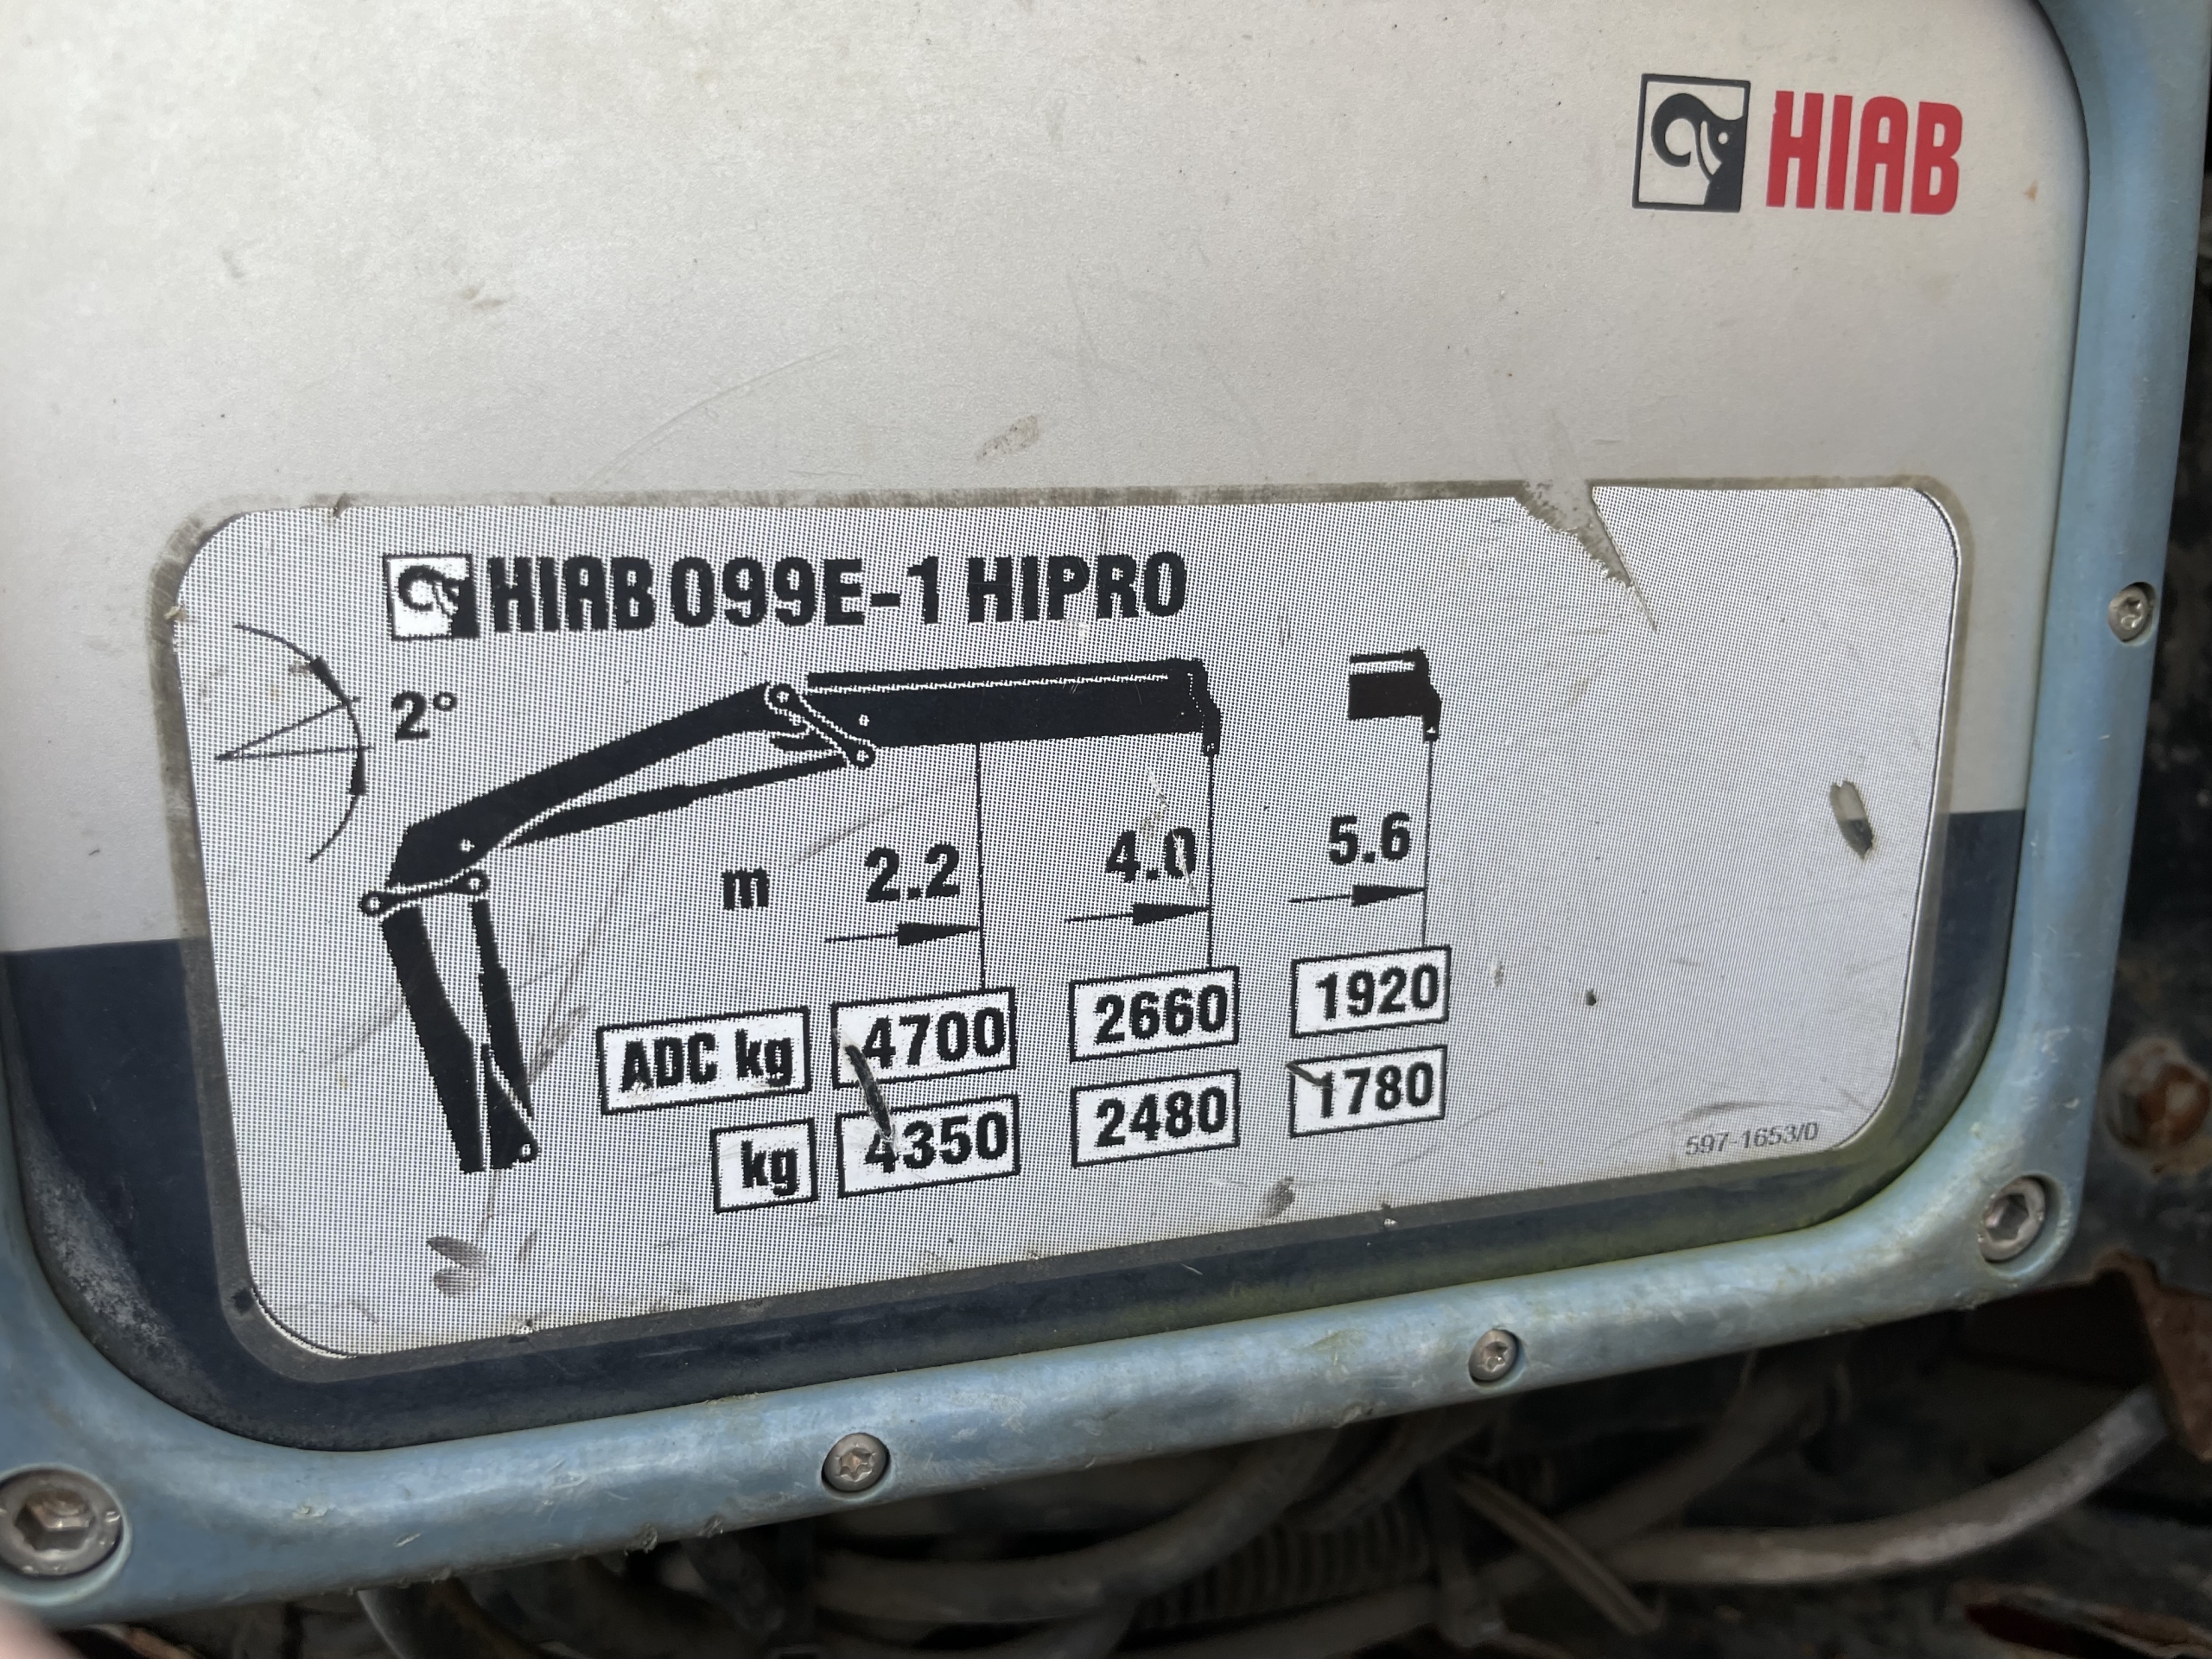 HIAB
HIAB 099E-1 HIPRO
2°
m 2.2 4.0 5.6
ADC kg 4700 2660 1920
kg 4350 2480 1780
597-1653/0